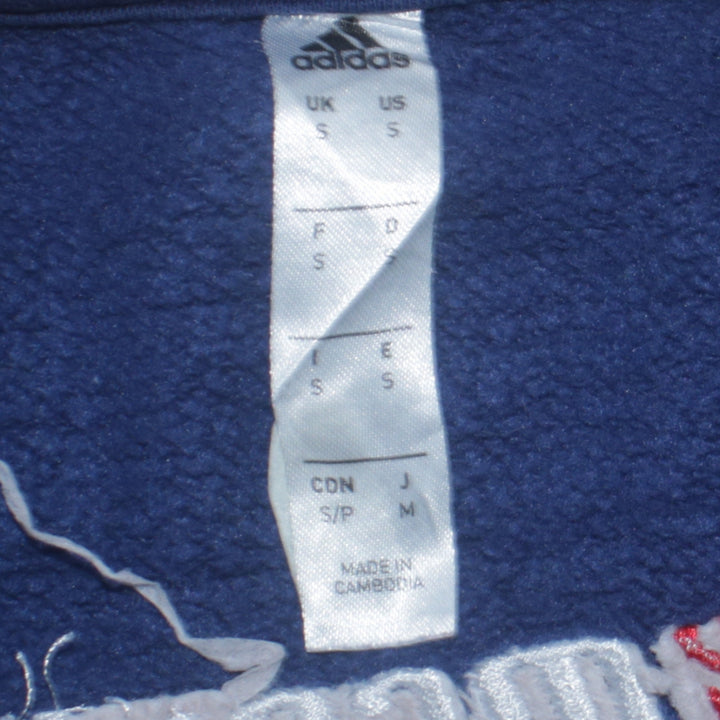 adidas
UK US
S S
F D
S S
I E
S S
CDN J
S/P M
MADE IN
CAMBODIA